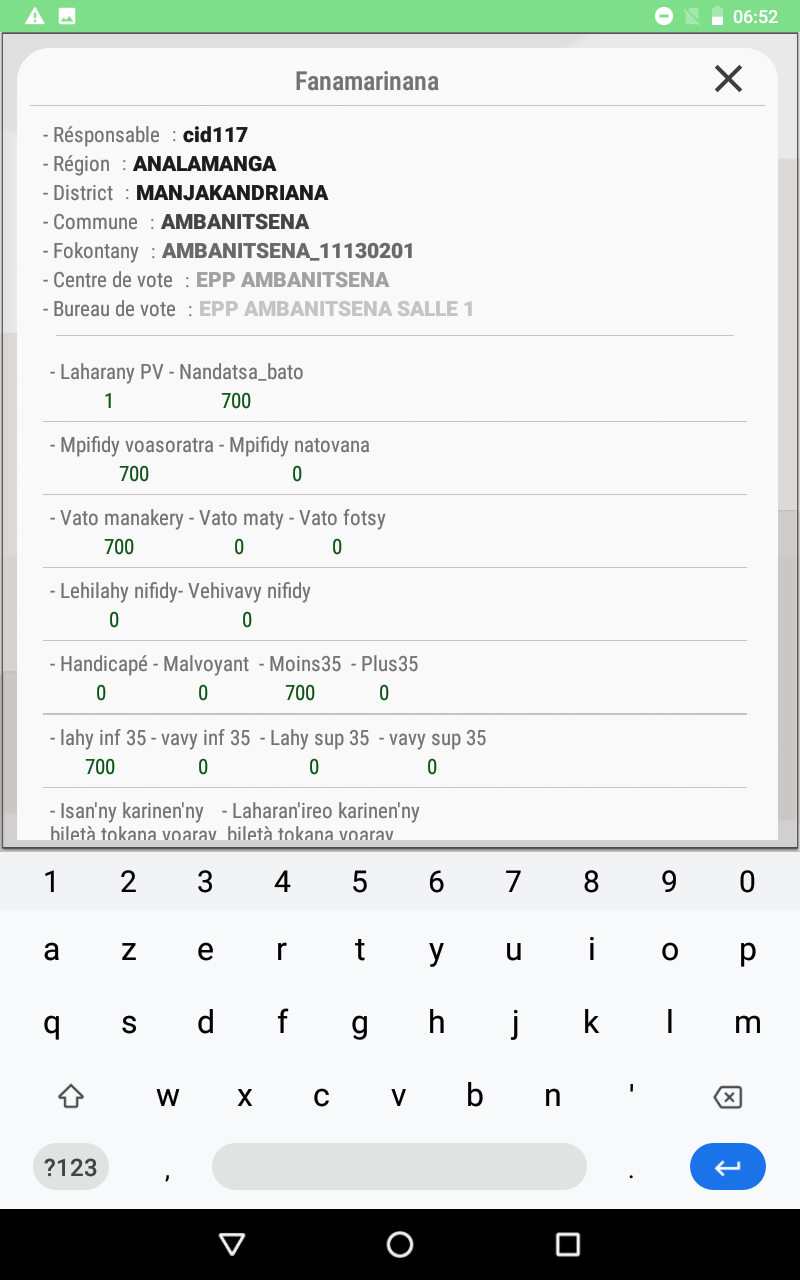 06:52
Fanamarinana
- Résponsable : cid117
- Région : ANALAMANGA
- District : MANJAKANDRIANA
- Commune : AMBANITSENA
- Fokontany : AMBANITSENA_11130201
- Centre de vote : EPP AMBANITSENA
- Bureau de vote : EPP AMBANITSENA SALLE 1
- Laharany PV - Nandatsa_bato
1 700
- Mpifidy voasoratra - Mpifidy natovana
700 0
- Vato manakery - Vato maty - Vato fotsy
700 0 0
- Lehilahy nifidy- Vehivavy nifidy
0 0
- Handicapé - Malvoyant - Moins35 - Plus35
0 0 700 0
- lahy inf 35 - vavy inf 35 - Lahy sup 35 - vavy sup 35
700 0 0 0
- Isan'ny karinen'ny - Laharan'ireo karinen'ny
biletà tokana voaray biletà tokana voaray
1 2 3 4 5 6 7 8 9 0
a z e r t y u i o p
q s d f g h j k l m
w x c v b n '
?123 , .